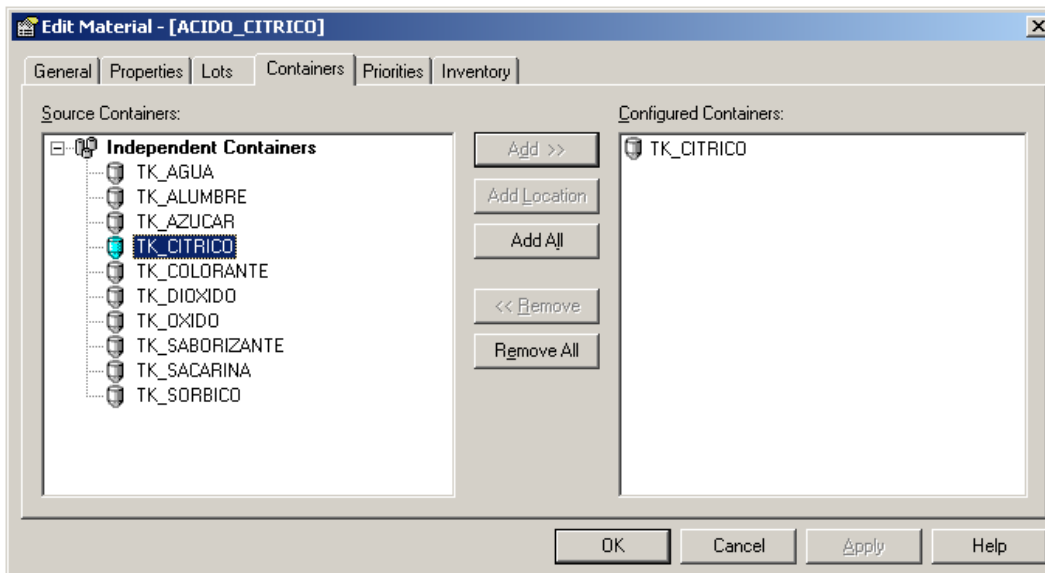 Edit Material - [ACIDO_CITRICO]
General Properties Lots Containers Priorities Inventory
Source Containers:
Independent Containers
TK_AGUA
TK_ALUMBRE
TK_AZUCAR
TK_CITRICO
TK_COLORANTE
TK_DIOXIDO
TK_OXIDO
TK_SABORIZANTE
TK_SACARINA
TK_SORBICO
Add >>
Add Location
Add All
<< Remove
Remove All
Configured Containers:
TK_CITRICO
OK Cancel Apply Help